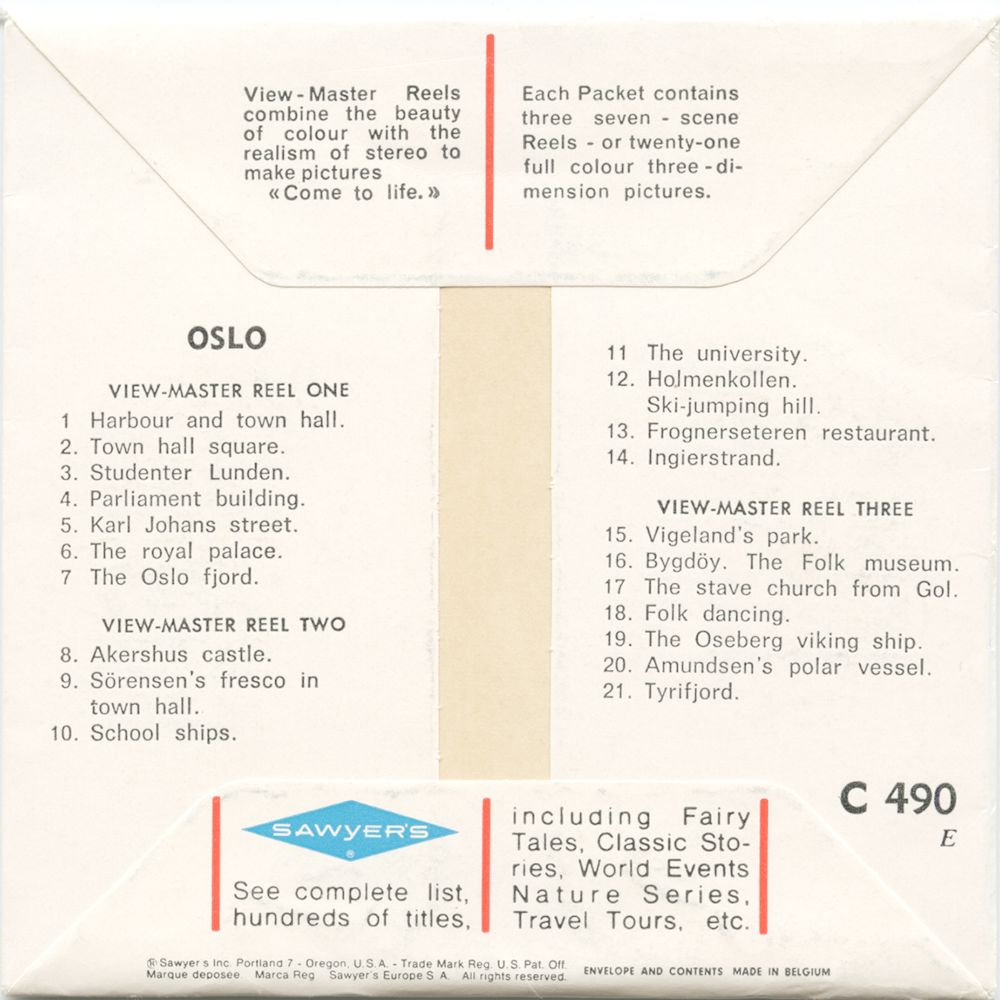 View-Master Reels
combine the beauty
of colour with the
realism of stereo to
make pictures
«Come to life.»
Each Packet contains
three seven - scene
Reels - or twenty-one
full colour three-di-
mension pictures.
OSLO
VIEW-MASTER REEL ONE
1 Harbour and town hall.
2. Town hall square.
3. Studenter Lunden.
4. Parliament building.
5. Karl Johans street.
6. The royal palace.
7 The Oslo fjord.
VIEW-MASTER REEL TWO
8. Akershus castle.
9. Sörensen's fresco in
town hall.
10. School ships.
11 The university.
12. Holmenkollen.
Ski-jumping hill.
13. Frognerseteren restaurant.
14. Ingierstrand.
VIEW-MASTER REEL THREE
15. Vigeland's park.
16. Bygdöy. The Folk museum.
17 The stave church from Gol.
18. Folk dancing.
19. The Oseberg viking ship.
20. Amundsen's polar vessel.
21. Tyrifjord.
C 490
E
SAWYER'S
®
See complete list,
hundreds of titles,
including Fairy
Tales, Classic Sto-
ries, World Events
Nature Series,
Travel Tours, etc.
® Sawyer s Inc. Portland 7 - Oregon, U.S.A. - Trade Mark Reg. U.S. Pat. Off.
Marque deposee Marca Reg Sawyer's Europe S A. All rights reserved.
ENVELOPE AND CONTENTS MADE IN BELGIUM